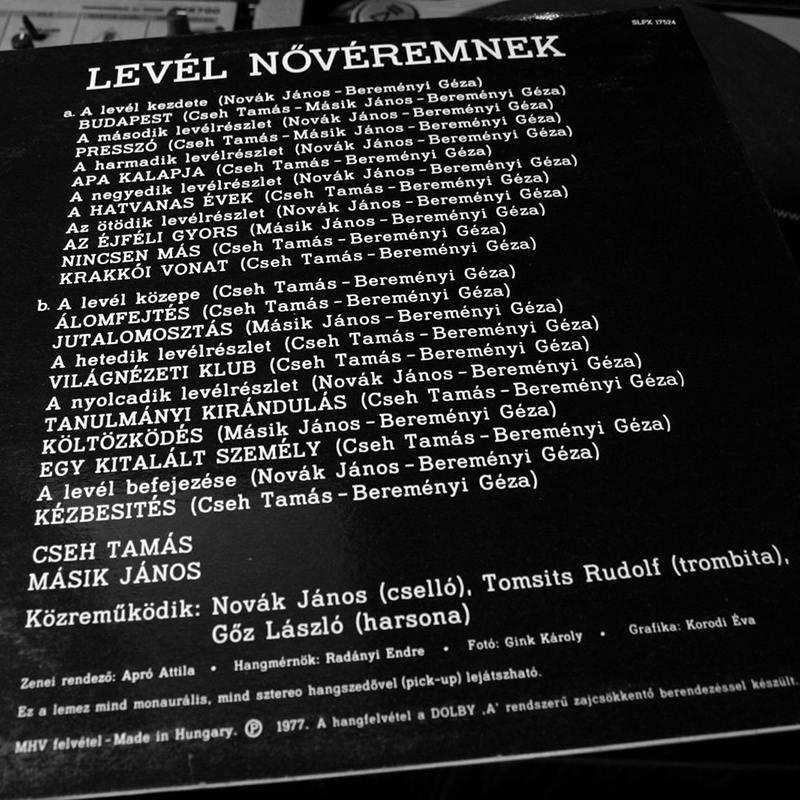 SLPX 17524
LEVÉL NŐVÉREMNEK
a. A levél kezdete (Novák János–Bereményi Géza)
BUDAPEST (Cseh Tamás–Másik János–Bereményi Géza)
A második levélrészlet (Novák János–Bereményi Géza)
PRESSZÓ (Cseh Tamás–Másik János–Bereményi Géza)
A harmadik levélrészlet (Novák János–Bereményi Géza)
APA KALAPJA (Cseh Tamás–Bereményi Géza)
A negyedik levélrészlet (Novák János–Bereményi Géza)
A HATVANAS ÉVEK (Cseh Tamás–Bereményi Géza)
Az ötödik levélrészlet (Novák János–Bereményi Géza)
AZ ÉJFÉLI GYORS (Másik János–Bereményi Géza)
NINCSEN MÁS (Cseh Tamás–Bereményi Géza)
KRAKKÓI VONAT (Cseh Tamás–Bereményi Géza)
b. A levél közepe (Cseh Tamás–Bereményi Géza)
ÁLOMFEJTÉS (Cseh Tamás–Bereményi Géza)
JUTALOMOSZTÁS (Másik János–Bereményi Géza)
A hetedik levélrészlet (Cseh Tamás–Bereményi Géza)
VILÁGNÉZETI KLUB (Cseh Tamás–Bereményi Géza)
A nyolcadik levélrészlet (Novák János–Bereményi Géza)
TANULMÁNYI KIRÁNDULÁS (Cseh Tamás–Bereményi Géza)
KÖLTÖZKÖDÉS (Másik János–Bereményi Géza)
EGY KITALÁLT SZEMÉLY (Cseh Tamás–Bereményi Géza)
A levél befejezése (Novák János–Bereményi Géza)
KÉZBESITÉS (Cseh Tamás–Bereményi Géza)
CSEH TAMÁS
MÁSIK JÁNOS
Közreműködik: Novák János (cselló), Tomsits Rudolf (trombita),
Gőz László (harsona)
Zenei rendező: Apró Attila • Hangmérnök: Radányi Endre • Fotó: Gink Károly • Grafika: Korodi Éva
Ez a lemez mind monaurális, mind sztereo hangszedővel (pick-up) lejátszható.
MHV felvétel-Made in Hungary. Ⓟ 1977. A hangfelvétel a DOLBY ‚A' rendszerű zajcsökkentő berendezéssel készült.